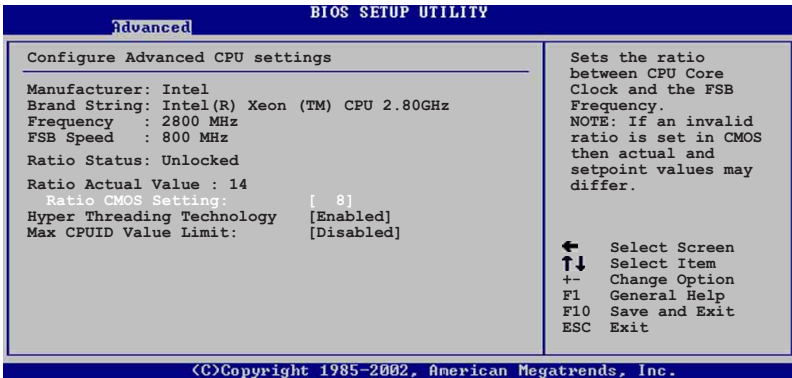 BIOS SETUP UTILITY
Advanced
Configure Advanced CPU settings
Manufacturer: Intel
Brand String: Intel(R) Xeon (TM) CPU 2.80GHz
Frequency : 2800 MHz
FSB Speed : 800 MHz
Ratio Status: Unlocked
Ratio Actual Value : 14
Ratio CMOS Setting: [ 8]
Hyper Threading Technology [Enabled]
Max CPUID Value Limit: [Disabled]
Sets the ratio
between CPU Core
Clock and the FSB
Frequency.
NOTE: If an invalid
ratio is set in CMOS
then actual and
setpoint values may
differ.
← Select Screen
↑↓ Select Item
+- Change Option
F1 General Help
F10 Save and Exit
ESC Exit
(C)Copyright 1985-2002, American Megatrends, Inc.